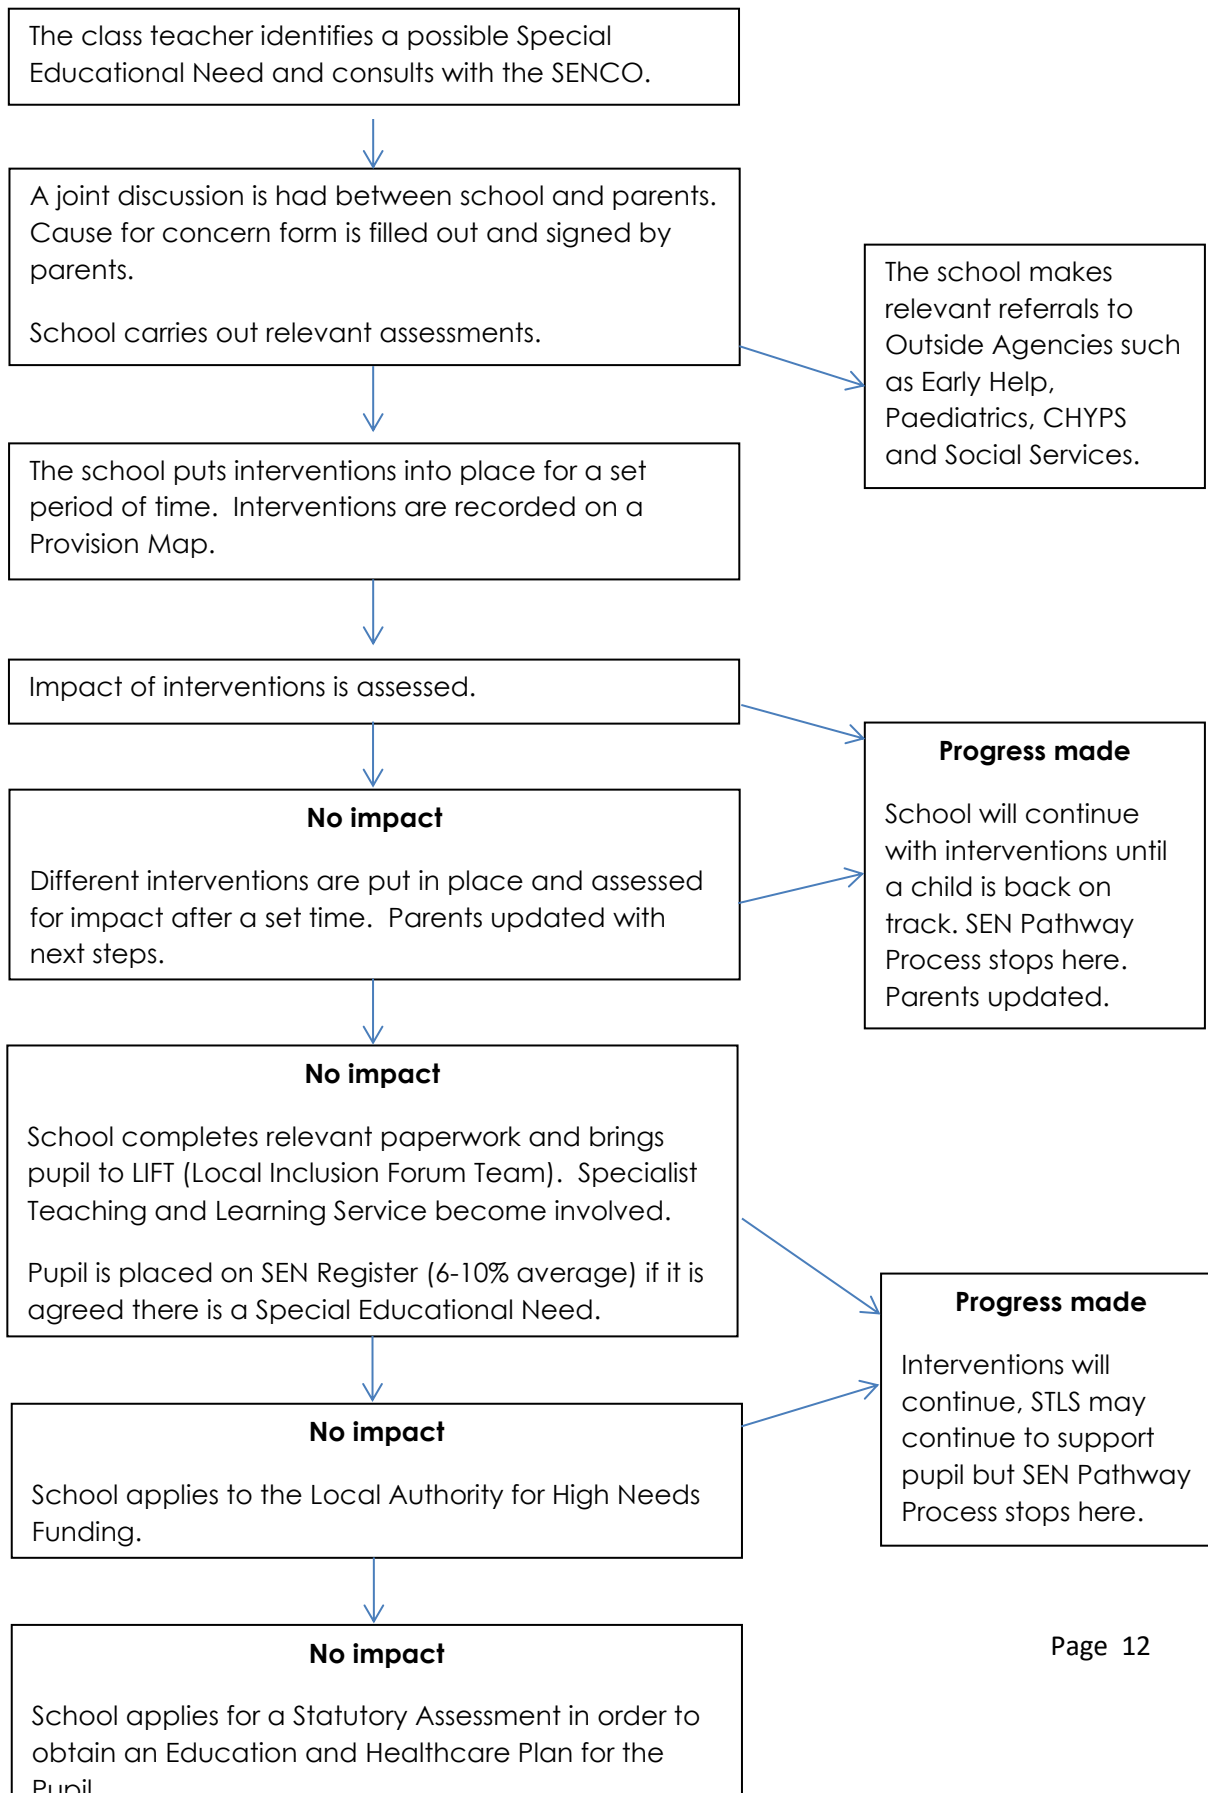 The class teacher identifies a possible Special
Educational Need and consults with the SENCO.
A joint discussion is had between school and parents.
Cause for concern form is filled out and signed by
parents.
School carries out relevant assessments.
The school makes
relevant referrals to
Outside Agencies such
as Early Help,
Paediatrics, CHYPS
and Social Services.
The school puts interventions into place for a set
period of time.  Interventions are recorded on a
Provision Map.
Impact of interventions is assessed.
Progress made
School will continue
with interventions until
a child is back on
track. SEN Pathway
Process stops here.
Parents updated.
No impact
Different interventions are put in place and assessed
for impact after a set time.  Parents updated with
next steps.
No impact
School completes relevant paperwork and brings
pupil to LIFT (Local Inclusion Forum Team).  Specialist
Teaching and Learning Service become involved.
Pupil is placed on SEN Register (6-10% average) if it is
agreed there is a Special Educational Need.
Progress made
Interventions will
continue, STLS may
continue to support
pupil but SEN Pathway
Process stops here.
No impact
School applies to the Local Authority for High Needs
Funding.
No impact
School applies for a Statutory Assessment in order to
obtain an Education and Healthcare Plan for the
Pupil
Page 12